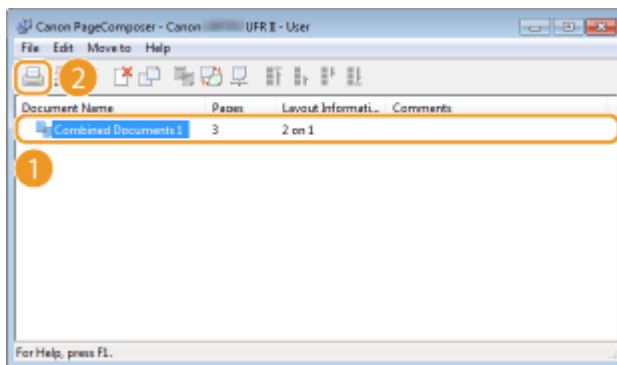 Canon PageComposer - Canon UFR II - User
File Edit Move to Help
2
Document Name Pages Layout Informati... Comments
Combined Documents 1 3 2 on 1
1
For Help, press F1.